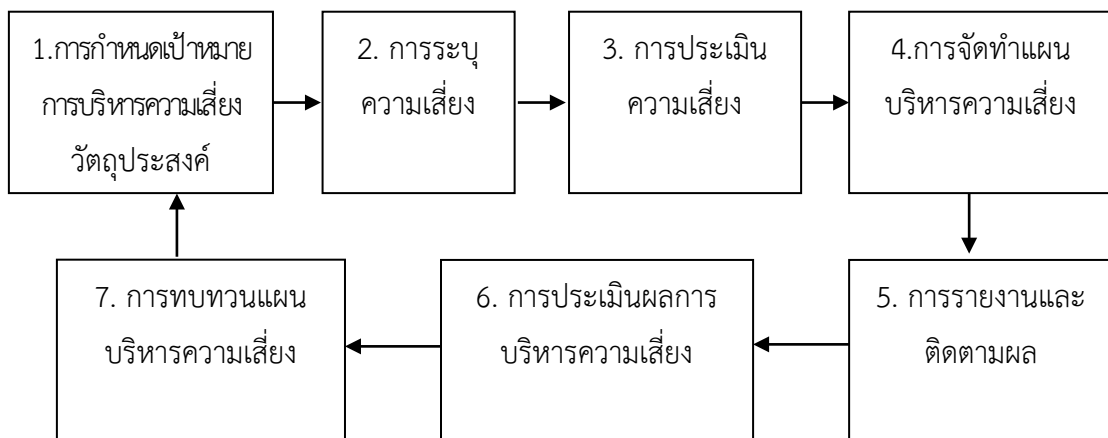 1.การกำหนดเป้าหมาย
การบริหารความเสี่ยง
วัตถุประสงค์
2. การระบุ
ความเสี่ยง
3. การประเมิน
ความเสี่ยง
4.การจัดทำแผน
บริหารความเสี่ยง
5. การรายงานและ
ติดตามผล
6. การประเมินผลการ
บริหารความเสี่ยง
7. การทบทวนแผน
บริหารความเสี่ยง